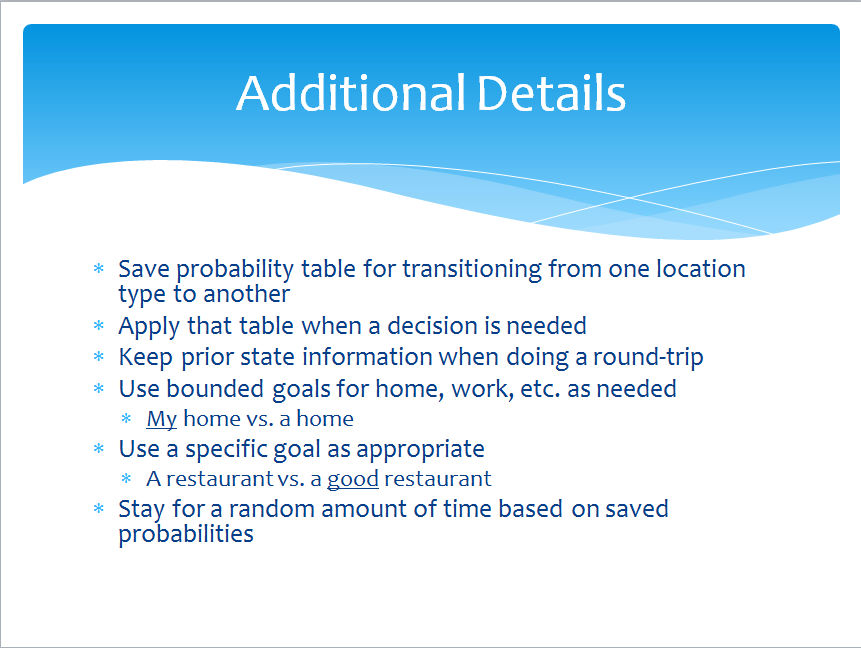 Additional Details
Save probability table for transitioning from one location
type to another
Apply that table when a decision is needed
Keep prior state information when doing a round-trip
Use bounded goals for home, work, etc. as needed
My home vs. a home
Use a specific goal as appropriate
A restaurant vs. a good restaurant
Stay for a random amount of time based on saved
probabilities